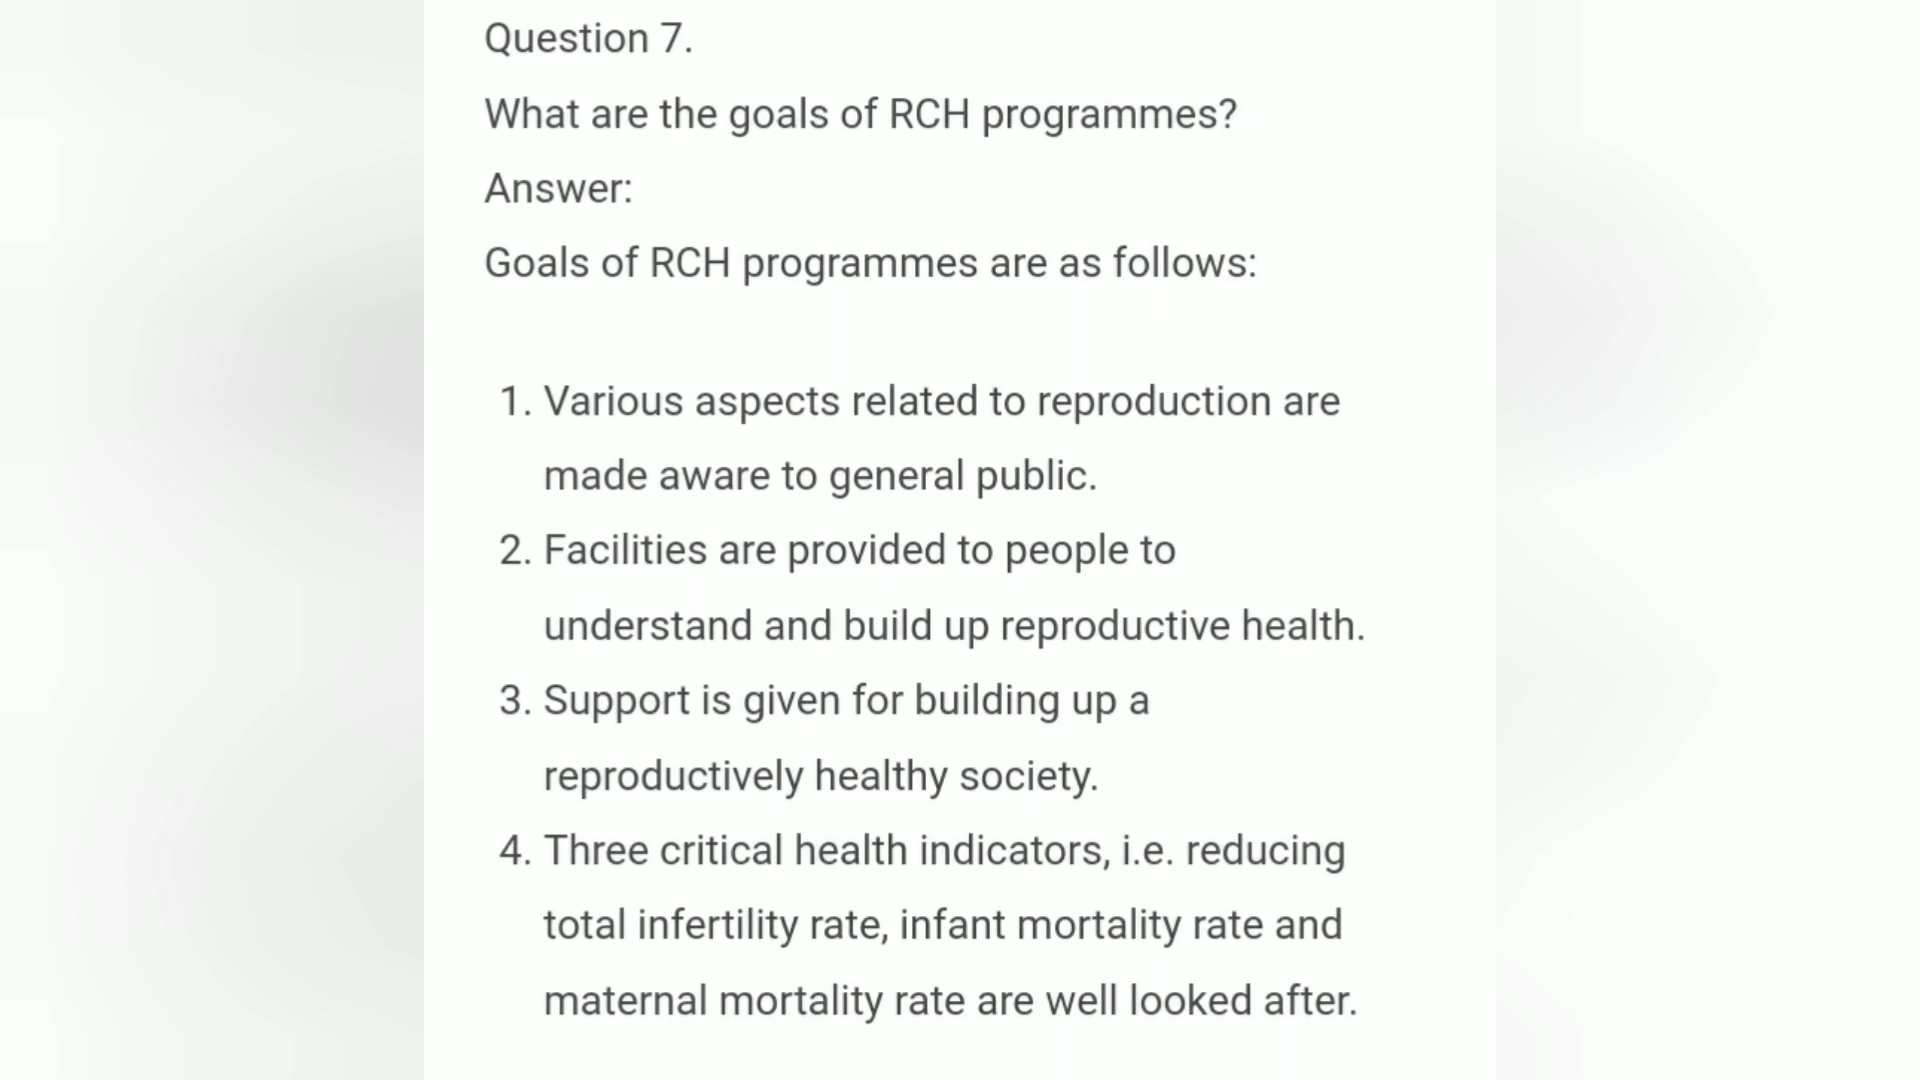 Question 7.
What are the goals of RCH programmes?
Answer:
Goals of RCH programmes are as follows:
1. Various aspects related to reproduction are
made aware to general public.
2. Facilities are provided to people to
understand and build up reproductive health.
3. Support is given for building up a
reproductively healthy society.
4. Three critical health indicators, i.e. reducing
total infertility rate, infant mortality rate and
maternal mortality rate are well looked after.